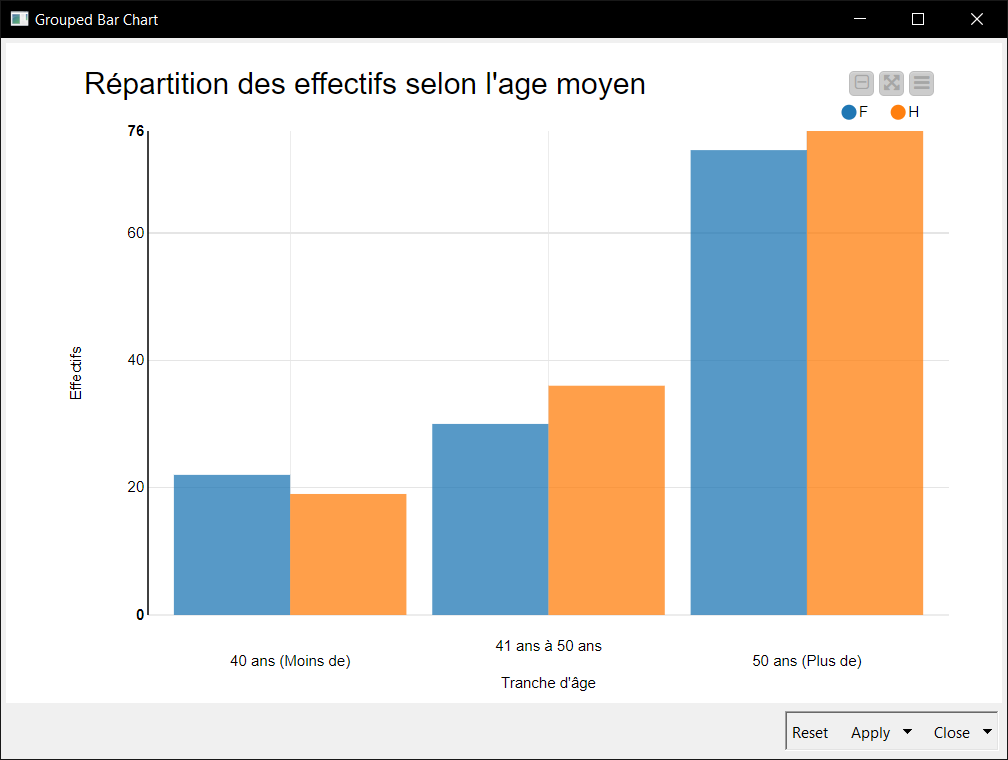 Grouped Bar Chart
Répartition des effectifs selon l'age moyen
F H
76
60
40
20
0
Effectifs
40 ans (Moins de)
41 ans à 50 ans
50 ans (Plus de)
Tranche d'âge
Reset Apply Close